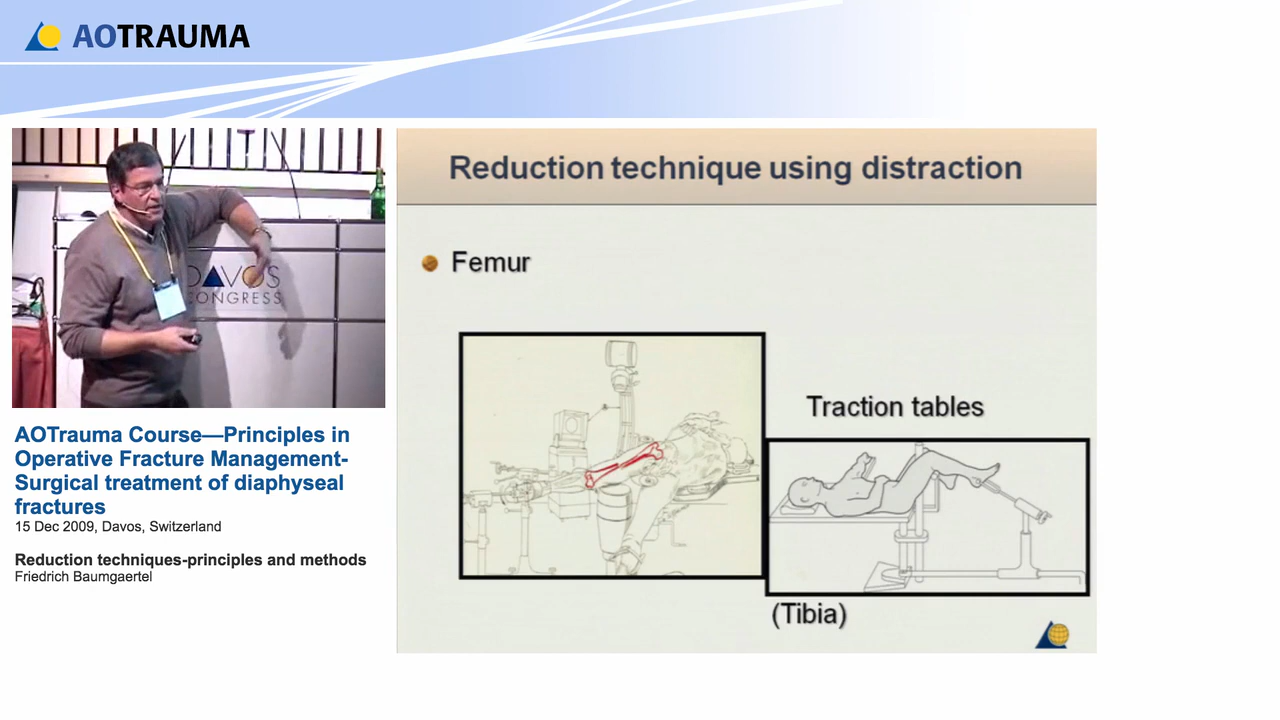 AOTRAUMA
DAVOS
CONGRESS
AOTrauma Course—Principles in
Operative Fracture Management-
Surgical treatment of diaphyseal
fractures
15 Dec 2009, Davos, Switzerland
Reduction techniques-principles and methods
Friedrich Baumgaertel
Reduction technique using distraction
Femur
Traction tables
(Tibia)